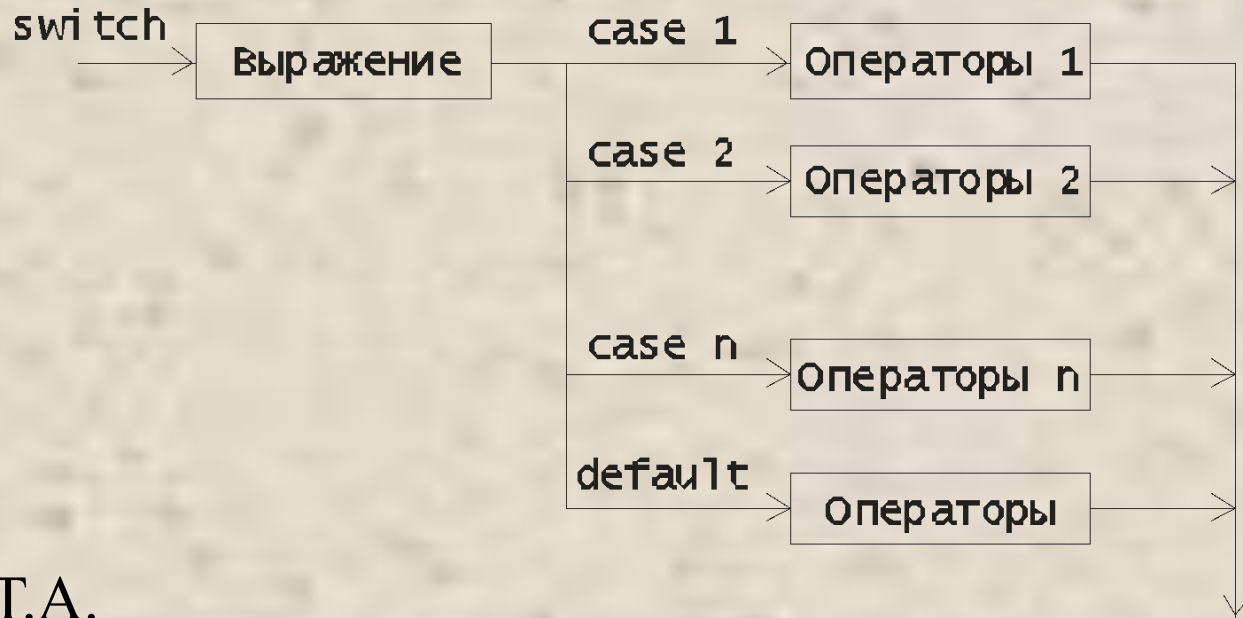 switch
Выражение
case 1
Операторы 1
case 2
Операторы 2
case n
Операторы n
default
Операторы
Т.А.